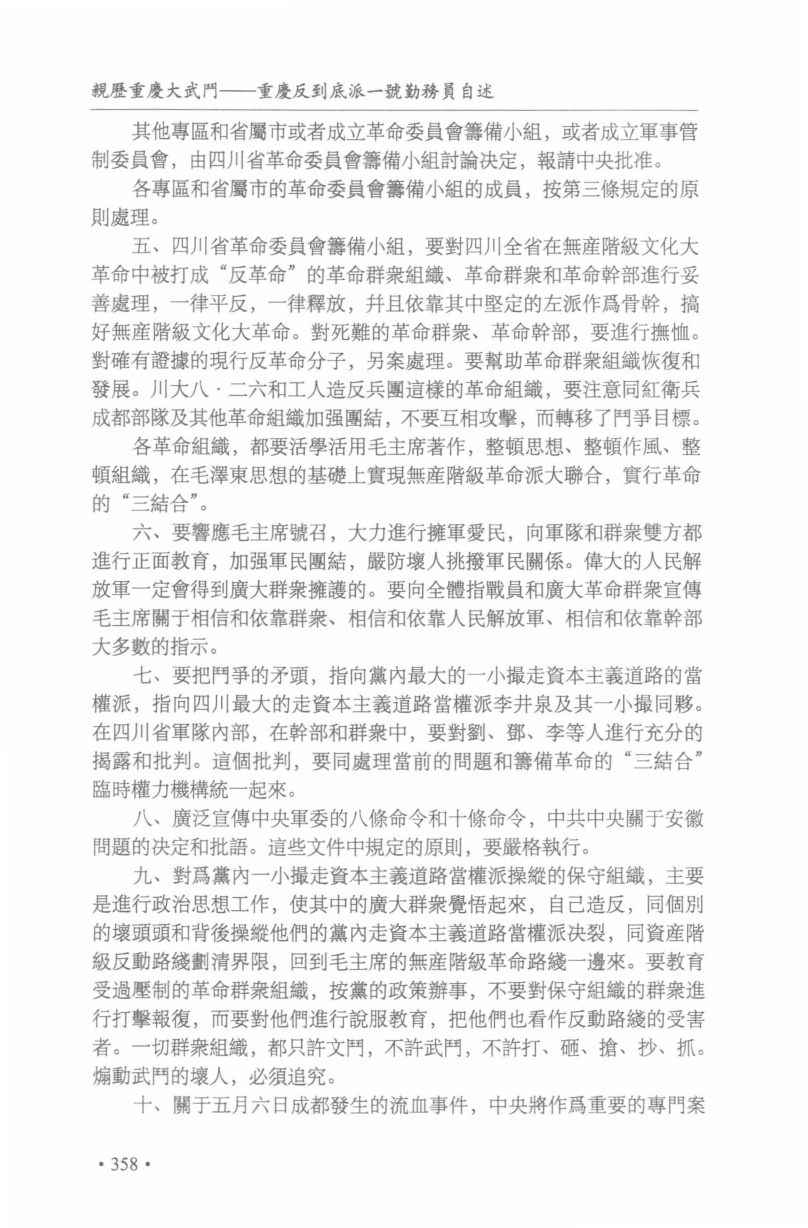 親歷重慶大武鬥——重慶反到底派一號勤務員自述
其他專區和省屬市或者成立革命委員會籌備小組，或者成立軍事管
制委員會，由四川省革命委員會籌備小組討論决定，報請中央批准。
各專區和省屬市的革命委員會籌備小組的成員，按第三條規定的原
則處理。
五、四川省革命委員會籌備小組，要對四川全省在無産階級文化大
革命中被打成“反革命”的革命群衆組織、革命群衆和革命幹部進行妥
善處理，一律平反，一律釋放，幷且依靠其中堅定的左派作爲骨幹，搞
好無産階級文化大革命。對死難的革命群衆、革命幹部，要進行撫恤。
對確有證據的現行反革命分子，另案處理。要幫助革命群衆組織恢復和
發展。川大八·二六和工人造反兵團這樣的革命組織，要注意同紅衛兵
成都部隊及其他革命組織加强團結，不要互相攻擊，而轉移了鬥爭目標。
各革命組織，都要活學活用毛主席著作，整頓思想、整頓作風、整
頓組織，在毛澤東思想的基礎上實現無産階級革命派大聯合，實行革命
的“三結合”。
六、要響應毛主席號召，大力進行擁軍愛民，向軍隊和群衆雙方都
進行正面教育，加强軍民團結，嚴防壞人挑撥軍民關係。偉大的人民解
放軍一定會得到廣大群衆擁護的。要向全體指戰員和廣大革命群衆宣傳
毛主席關于相信和依靠群衆、相信和依靠人民解放軍、相信和依靠幹部
大多數的指示。
七、要把鬥爭的矛頭，指向黨內最大的一小撮走資本主義道路的當
權派，指向四川最大的走資本主義道路當權派李井泉及其一小撮同夥。
在四川省軍隊內部，在幹部和群衆中，要對劉、鄧、李等人進行充分的
揭露和批判。這個批判，要同處理當前的問題和籌備革命的“三結合”
臨時權力機構統一起來。
八、廣泛宣傳中央軍委的八條命令和十條命令，中共中央關于安徽
問題的决定和批語。這些文件中規定的原則，要嚴格執行。
九、對爲黨內一小撮走資本主義道路當權派操縱的保守組織，主要
是進行政治思想工作，使其中的廣大群衆覺悟起來，自己造反，同個別
的壞頭頭和背後操縱他們的黨內走資本主義道路當權派决裂，同資産階
級反動路綫劃清界限，回到毛主席的無産階級革命路綫一邊來。要教育
受過壓制的革命群衆組織，按黨的政策辦事，不要對保守組織的群衆進
行打擊報復，而要對他們進行說服教育，把他們也看作反動路綫的受害
者。一切群衆組織，都只許文鬥，不許武鬥，不許打、砸、搶、抄、抓。
煽動武鬥的壞人，必須追究。
十、關于五月六日成都發生的流血事件，中央將作爲重要的專門案
·358·